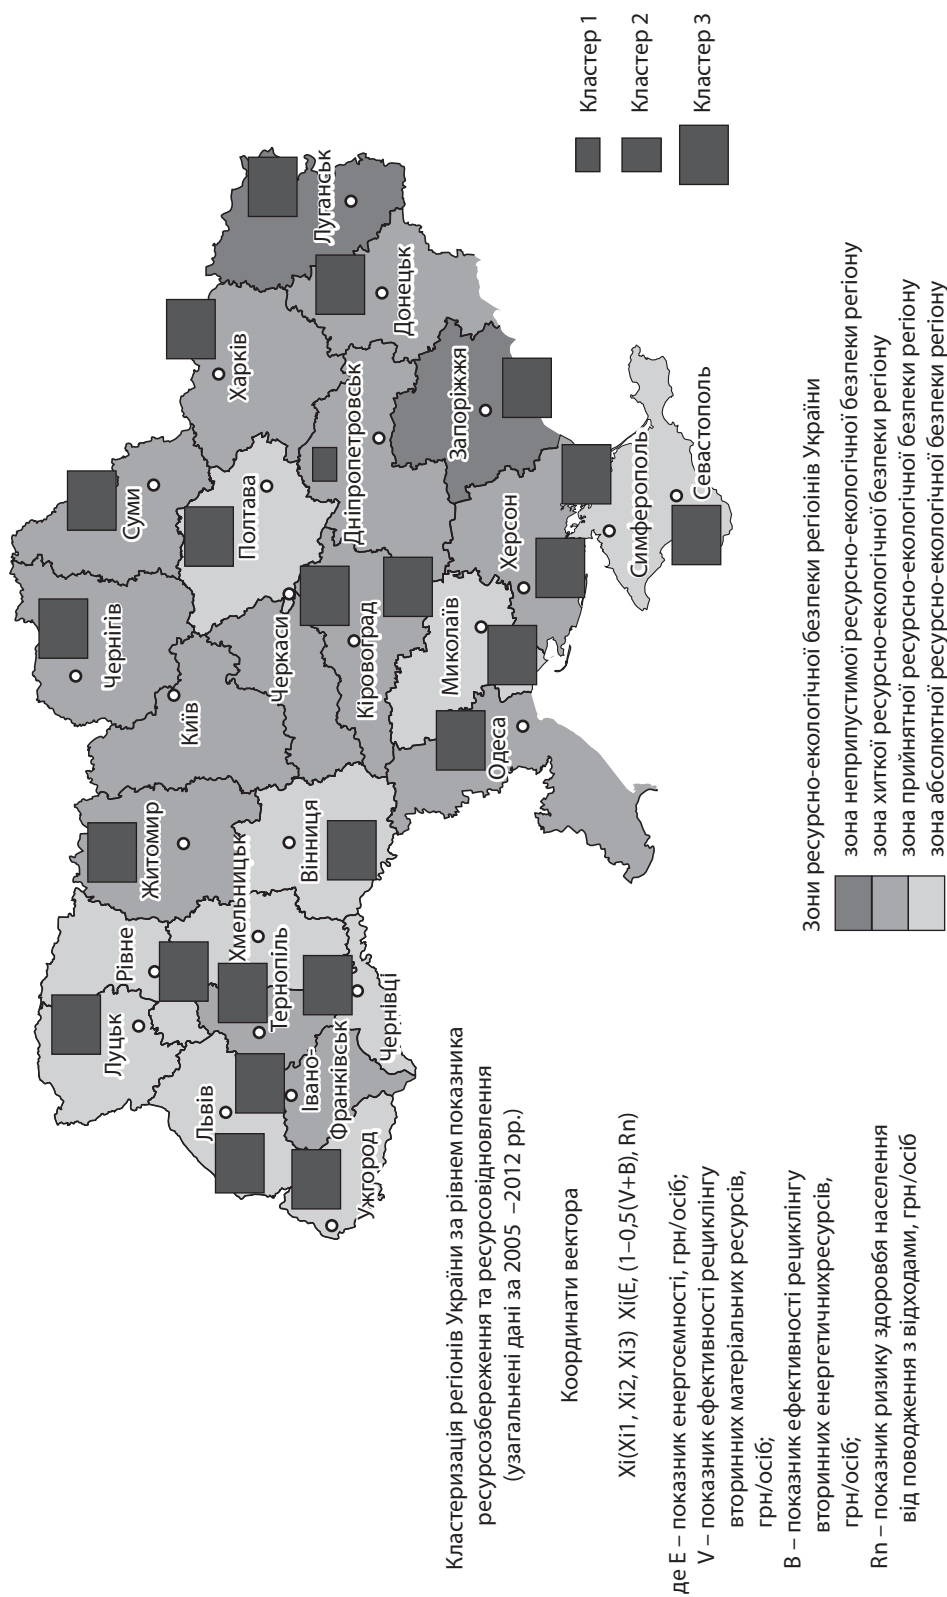 Луцьк
Рівне
Житомир
Чернігів
Суми
Харків
Луганськ
Львів
Тернопіль
Хмельницьк
Київ
Полтава
Ужгород
Івано-
Франківськ
Чернівці
Вінниця
Черкаси
Кіровоград
Дніпропетровськ
Донецьк
Запоріжжя
Миколаїв
Одеса
Херсон
Симферополь
Севастополь
Кластер 1
Кластер 2
Кластер 3
Кластеризація регіонів України за рівнем показника
ресурсозбереження та ресурсовідновлення
(узагальнені дані за 2005 –2012 рр.)
Координати вектора
Xi(Xi1, Xi2, Xi3) Xi(E, (1–0,5(V+B), Rn)
де E – показник енергоємності, грн/осіб;
V – показник ефективності рециклінгу
вторинних матеріальних ресурсів,
грн/осіб;
B – показник ефективності рециклінгу
вторинних енергетичнихресурсів,
грн/осіб;
Rn – показник ризику здоровбя населення
від поводження з відходами, грн/осіб
Зони ресурсно-екологічної безпеки регіонів України
зона неприпустимої ресурсно-екологічної безпеки регіону
зона хиткої ресурсно-екологічної безпеки регіону
зона прийнятної ресурсно-екологічної безпеки регіону
зона абсолютної ресурсно-екологічної безпеки регіону